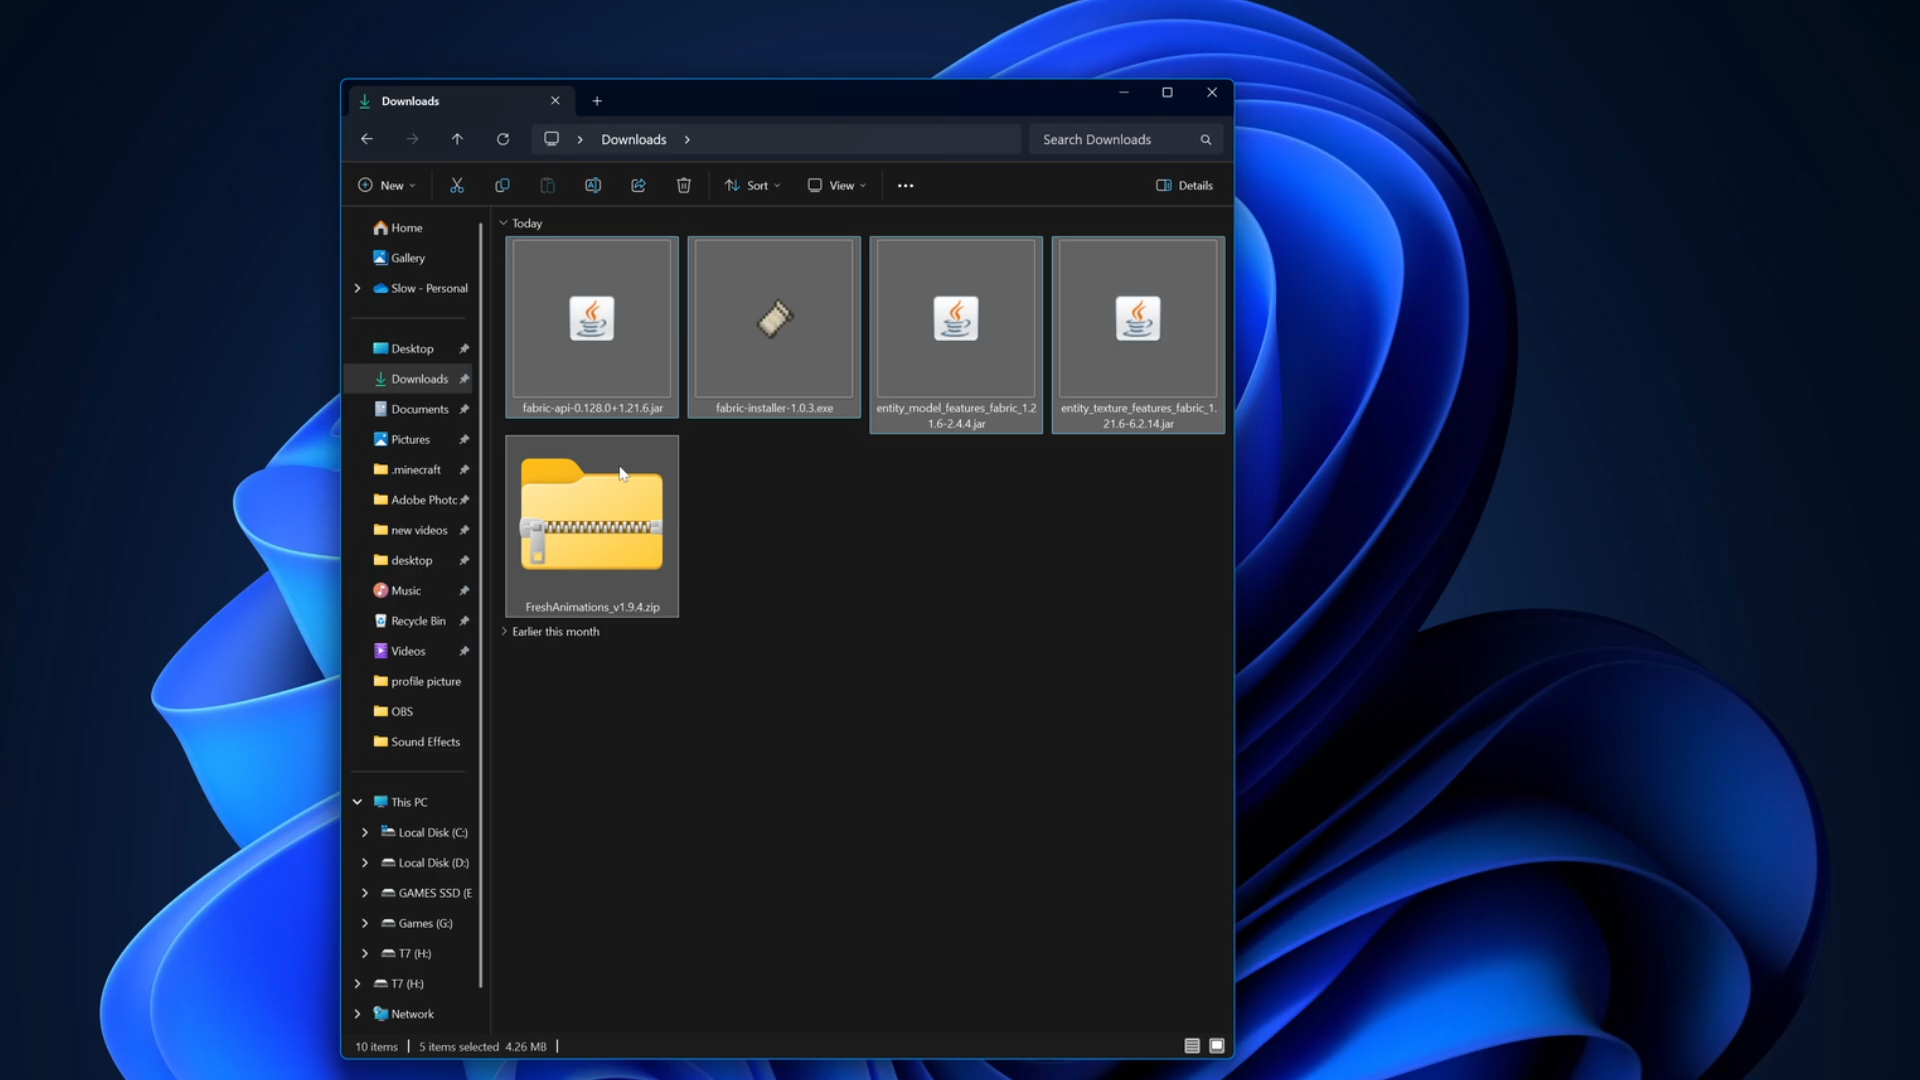 Downloads
Downloads
Search Downloads
New
Sort
View
Details
Home
Gallery
Slow - Personal
Desktop
Downloads
Documents
Pictures
.minecraft
Adobe Photc
new videos
desktop
Music
Recycle Bin
Videos
profile picture
OBS
Sound Effects
This PC
Local Disk (C:)
Local Disk (D:)
GAMES SSD (E
Games (G:)
T7 (H:)
T7 (H:)
Network
Today
fabric-api-0.128.0+1.21.6.jar
fabric-installer-1.0.3.exe
entity_model_features_fabric_1.2
1.6-2.4.4.jar
entity_texture_features_fabric_1.
21.6-6.2.14.jar
FreshAnimations_v1.9.4.zip
Earlier this month
10 items
5 items selected 4.26 MB